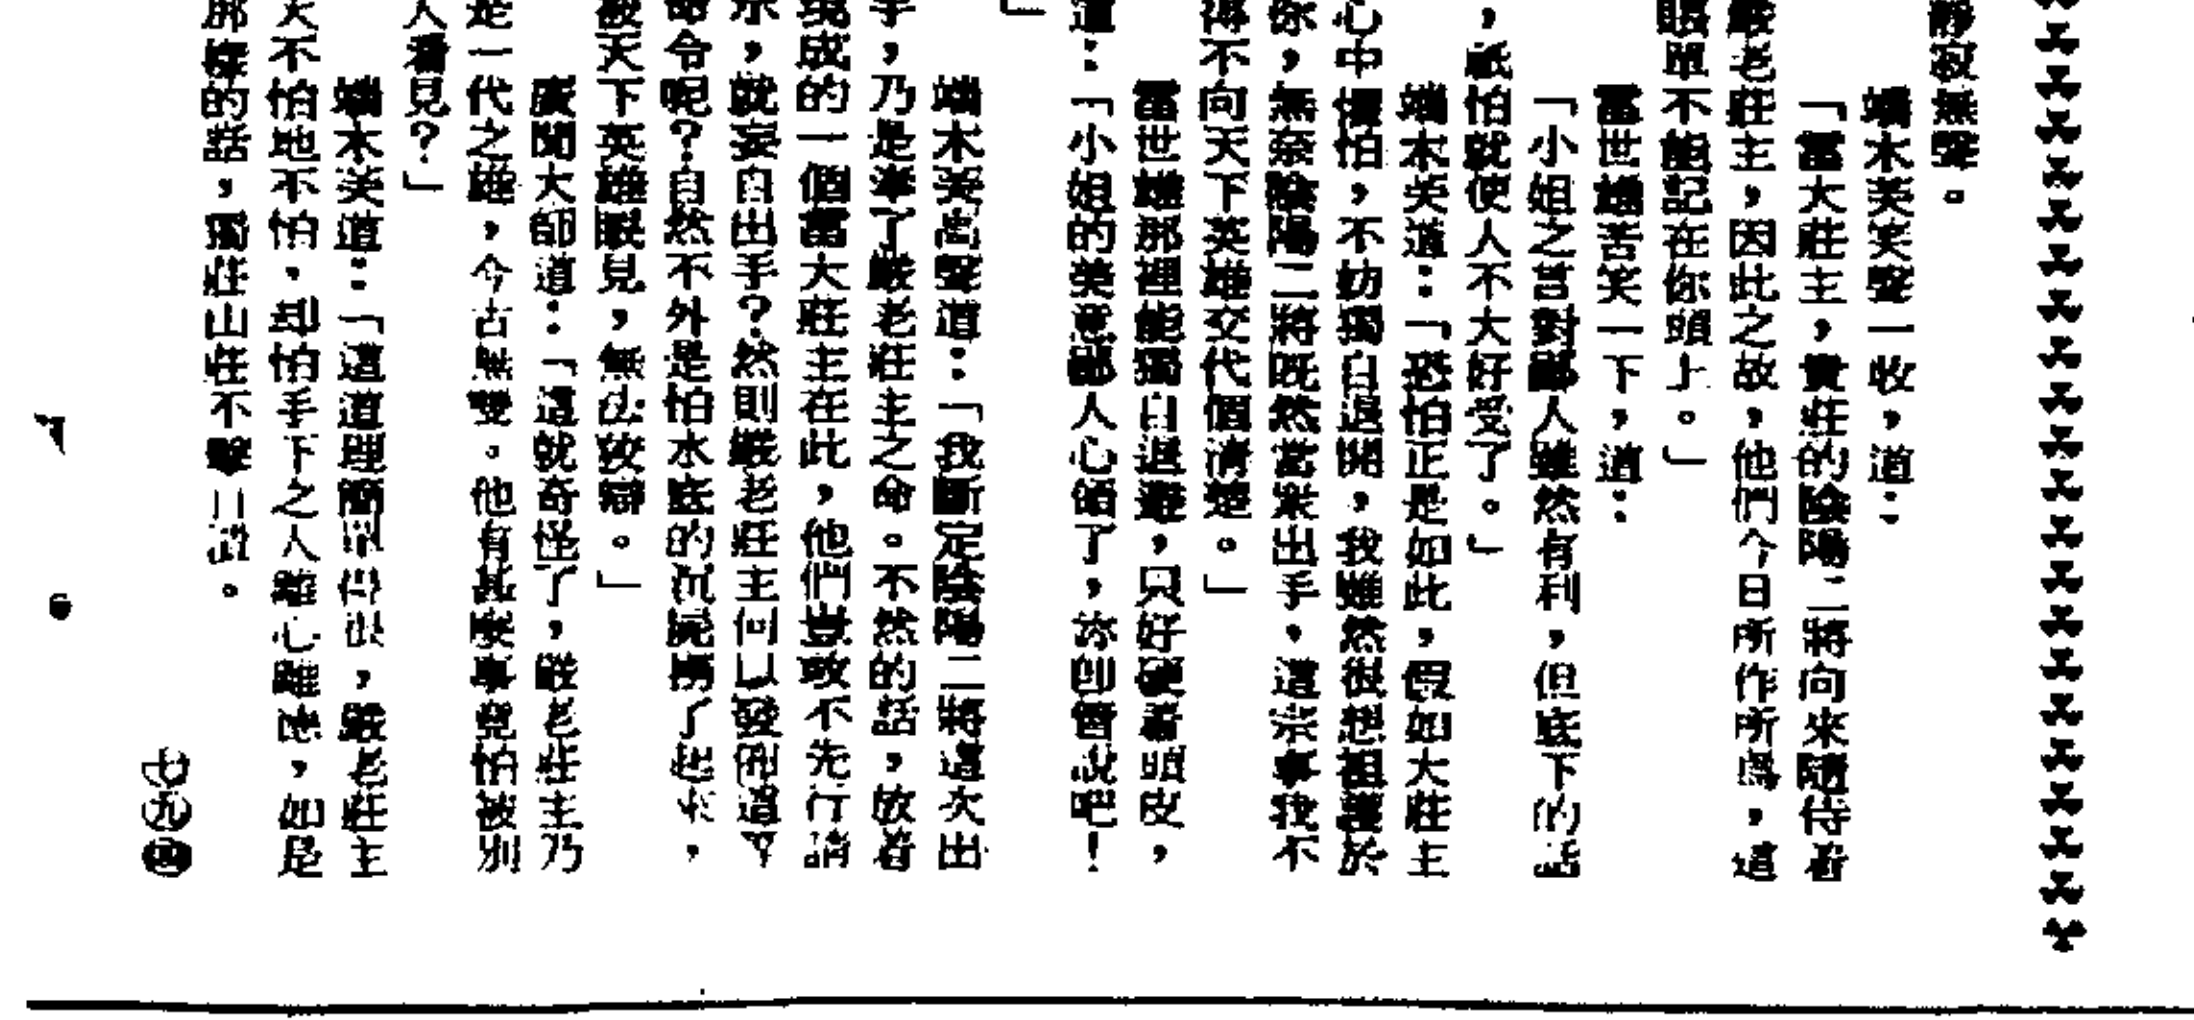 靜寂無聲。
端木芙笑聲一收，道：
「雷大莊主，貴莊的陰陽二將向來隨侍着
嚴老莊主，因此之故，他們今日所作所爲，這
賬單不能記在你頭上。」
雷世雄苦笑一下，道：
「小姐之言對鄙人雖然有利，但底下的話
，祇怕就使人不大好受了。」
端木芙道：「恐怕正是如此，假如大莊主
心中懼怕，不妨獨自退開，我雖然很想袒護於
你，無奈陰陽二將既然當衆出手，這宗事我不
得不向天下英雄交代個清楚。」
雷世雄那裡能獨自退避，只好硬着頭皮，
道：「小姐的美意鄙人心領了，妳別管說吧！
」
端木芙高聲道：「我斷定陰陽二將這次出
手，乃是奉了嚴老莊主之命。不然的話，放着
現成的一個雷大莊主在此，他們豈敢不先行請
示，就妄自出手？然則嚴老莊主何以發出這
命令呢？自然不外是怕水底的沉屍撈了起來，
被天下英雄眼見，無法狡辯。」
廣聞大師道：「這就奇怪了，嚴老莊主乃
是一代之雄，今古無雙。他有甚麼事兒怕被別
人看見？」
端木芙道：「這道理簡單得很，嚴老莊主
天不怕地不怕，却怕手下之人離心離德，如是
那樣的話，獨莊山莊不擊自潰。
七九四